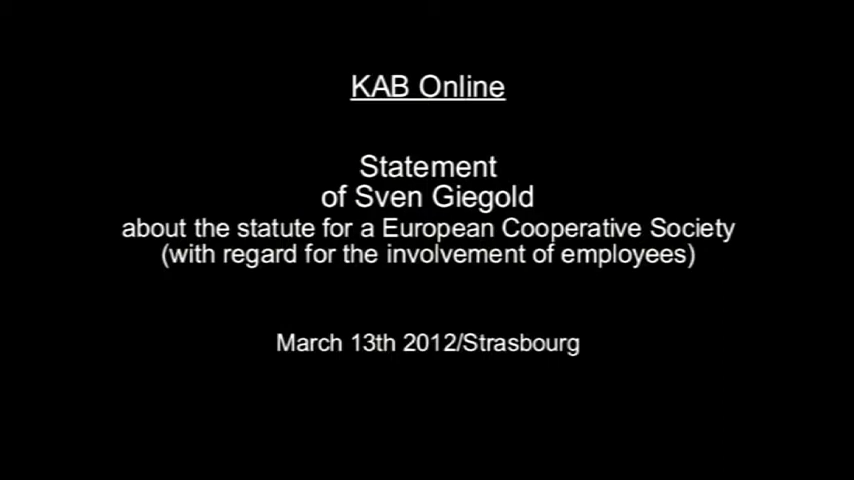 KAB Online
Statement
of Sven Giegold
about the statute for a European Cooperative Society
(with regard for the involvement of employees)
March 13th 2012/Strasbourg